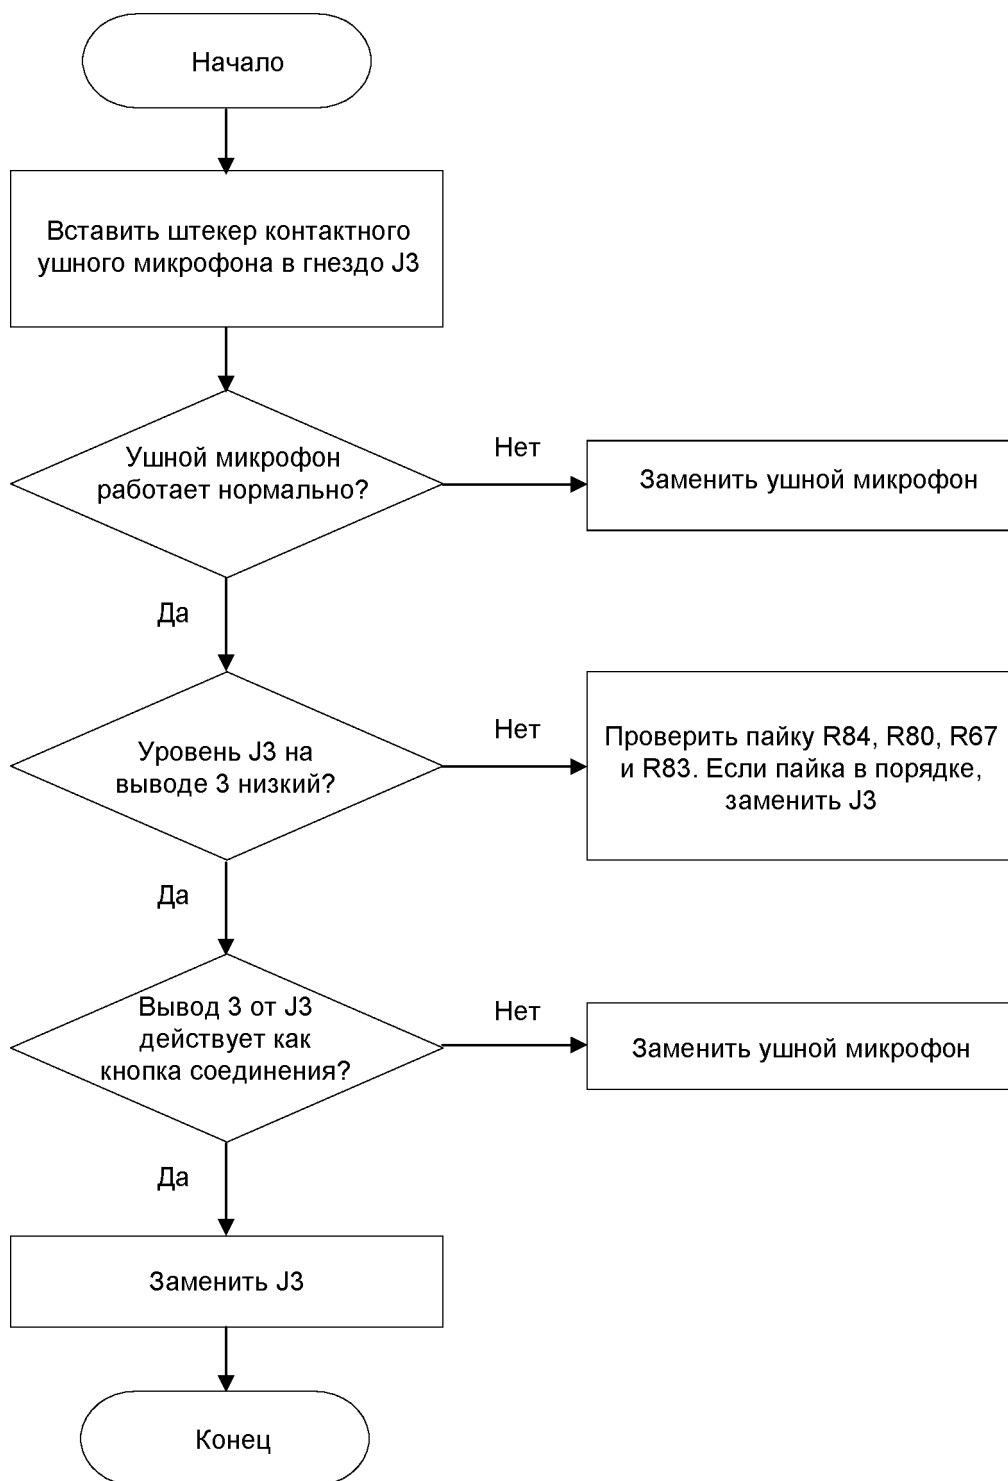 Начало
Вставить штекер контактного
ушного микрофона в гнездо J3
Ушной микрофон
работает нормально?
Нет
Заменить ушной микрофон
Да
Уровень J3 на
выводе 3 низкий?
Нет
Проверить пайку R84, R80, R67
и R83. Если пайка в порядке,
заменить J3
Да
Вывод 3 от J3
действует как
кнопка соединения?
Нет
Заменить ушной микрофон
Да
Заменить J3
Конец